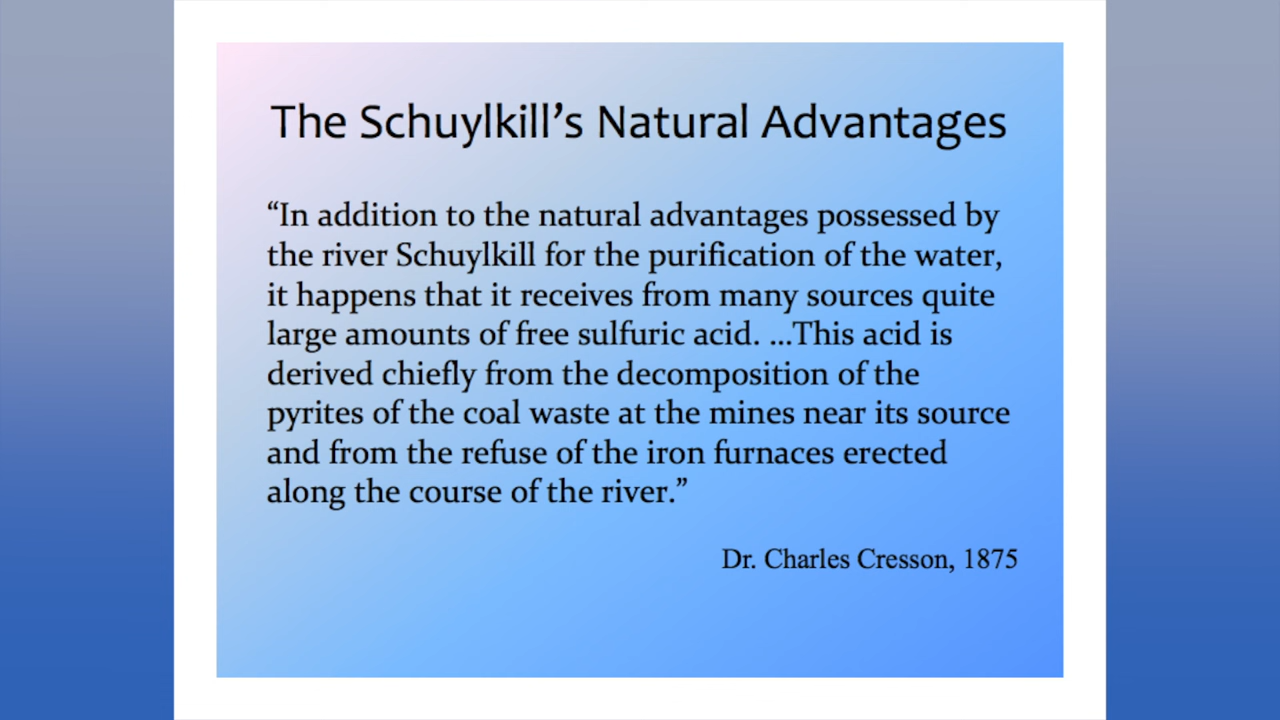 The Schuylkill’s Natural Advantages
“In addition to the natural advantages possessed by
the river Schuylkill for the purification of the water,
it happens that it receives from many sources quite
large amounts of free sulfuric acid. ...This acid is
derived chiefly from the decomposition of the
pyrites of the coal waste at the mines near its source
and from the refuse of the iron furnaces erected
along the course of the river.”
Dr. Charles Cresson, 1875